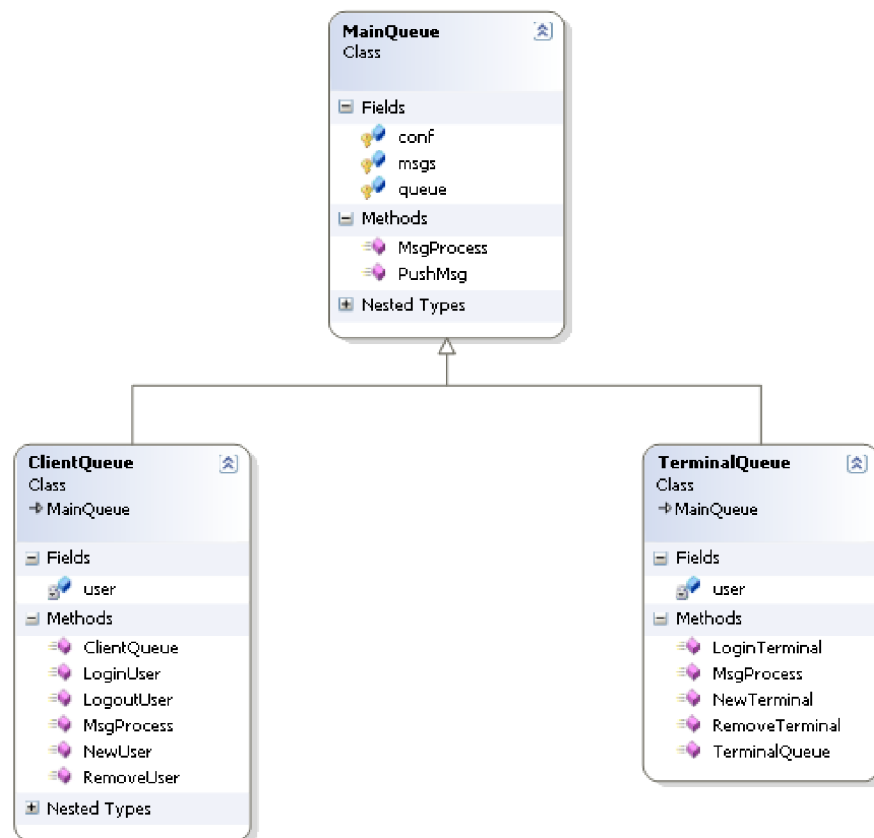 MainQueue
Class
Fields
conf
msgs
queue
Methods
MsgProcess
PushMsg
Nested Types
ClientQueue
Class
MainQueue
Fields
user
Methods
ClientQueue
LoginUser
LogoutUser
MsgProcess
NewUser
RemoveUser
Nested Types
TerminalQueue
Class
MainQueue
Fields
user
Methods
LoginTerminal
MsgProcess
NewTerminal
RemoveTerminal
TerminalQueue